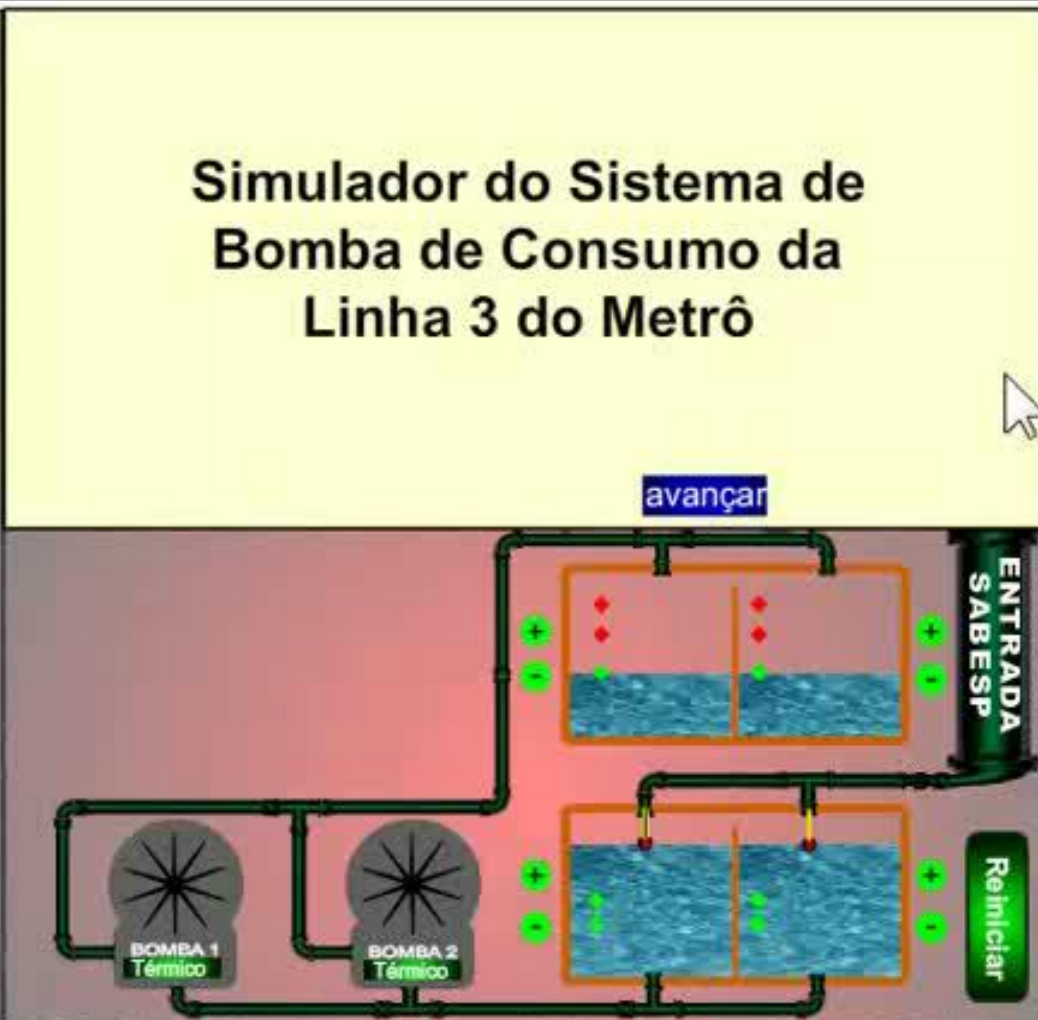 Simulador do Sistema de
Bomba de Consumo da
Linha 3 do Metrô
avançar
ENTRADA
SABESP
+
+
-
-
+
+
-
-
Reiniciar
BOMBA 1
Térmico
BOMBA 2
Térmico